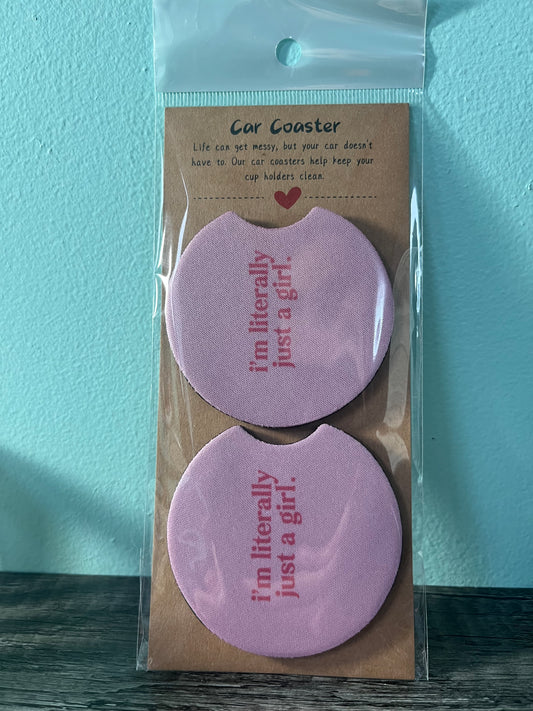 Car Coaster
Life can get messy, but your car doesn't
have to. Our car coasters help keep your
cup holders clean.
i'm literally
just a girl.
i'm literally
just a girl.